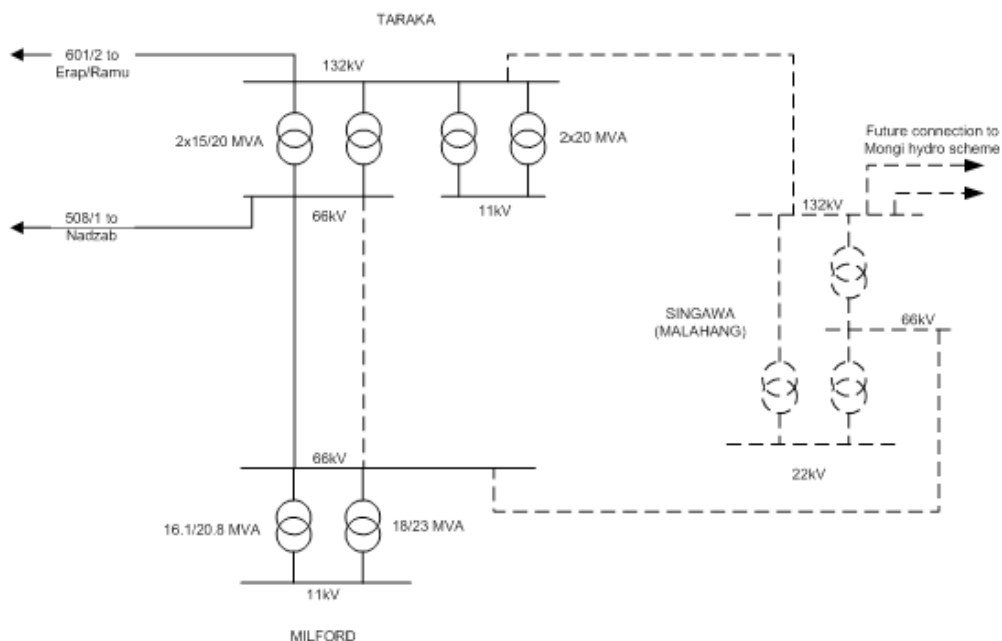 TARAKA
601/2 to
Erap/Ramu
132kV
2x15/20 MVA
2x20 MVA
Future connection to
Mongi hydro scheme
508/1 to
Nadzab
66kV
11kV
132kV
SINGAWA
(MALAHANG)
66kV
22kV
66kV
16.1/20.8 MVA
18/23 MVA
11kV
MILFORD